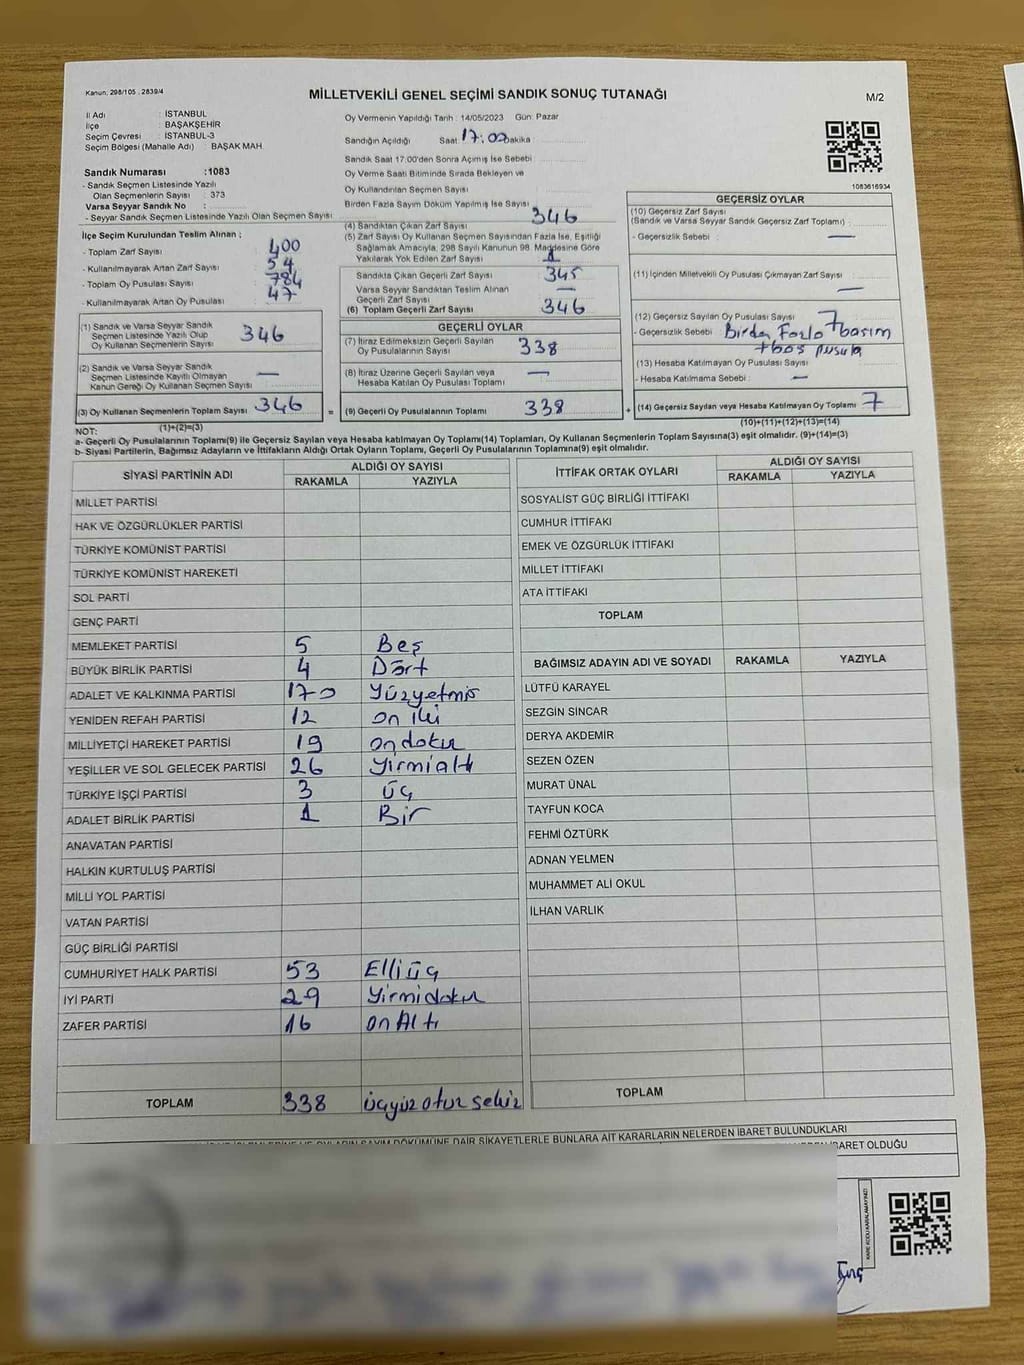 Kanun: 298/105 , 2839/4
MİLLETVEKİLİ GENEL SEÇİMİ SANDIK SONUÇ TUTANAĞI
M/2
İl Adı : İSTANBUL
İlçe : BAŞAKŞEHİR
Seçim Çevresi : İSTANBUL-3
Seçim Bölgesi (Mahalle Adı) : BAŞAK MAH.
Sandık Numarası :1083
- Sandık Seçmen Listesinde Yazılı
Olan Seçmenlerin Sayısı : 373
Varsa Seyyar Sandık No :
- Seyyar Sandık Seçmen Listesinde Yazılı Olan Seçmen Sayısı
İlçe Seçim Kurulundan Teslim Alınan ;
- Toplam Zarf Sayısı : 400
- Kullanılmayarak Artan Zarf Sayısı : 54
- Toplam Oy Pusulası Sayısı : 784
- Kullanılmayarak Artan Oy Pusulası : 47
(1) Sandık ve Varsa Seyyar Sandık
Seçmen Listesinde Yazılı Olup
Oy Kullanan Seçmenlerin Sayısı : 346
(2) Sandık ve Varsa Seyyar Sandık
Seçmen Listesinde Kayıtlı Olmayan
Kanun Gereği Oy Kullanan Seçmen Sayısı : —
(3) Oy Kullanan Seçmenlerin Toplam Sayısı : 346
(1)+(2)=(3)
Oy Vermenin Yapıldığı Tarih : 14/05/2023 Gün: Pazar
Sandığın Açıldığı Saat: 17:00 Dakika :
Sandık Saat 17:00'den Sonra Açımış İse Sebebi :
Oy Verme Saati Bitiminde Sırada Bekleyen ve
Oy Kullandırılan Seçmen Sayısı :
Birden Fazla Sayım Döküm Yapılmış İse Sayısı :
(4) Sandıktan Çıkan Zarf Sayısı : 346
(5) Zarf Sayısı Oy Kullanan Seçmen Sayısından Fazla İse, Eşitliği
Sağlamak Amacıyla; 298 Sayılı Kanunun 98. Maddesine Göre
Yakılarak Yok Edilen Zarf Sayısı : 1
Sandıkta Çıkan Geçerli Zarf Sayısı : 345
Varsa Seyyar Sandıktan Teslim Alınan
Geçerli Zarf Sayısı : —
(6) Toplam Geçerli Zarf Sayısı : 346
GEÇERLİ OYLAR
(7) İtiraz Edilmeksizin Geçerli Sayılan
Oy Pusulalarının Sayısı : 338
(8) İtiraz Üzerine Geçerli Sayılan veya
Hesaba Katılan Oy Pusulası Toplamı : —
= (9) Geçerli Oy Pusulalarının Toplamı : 338
1083616934
GEÇERSİZ OYLAR
(10) Geçersiz Zarf Sayısı
(Sandık ve Varsa Seyyar Sandık Geçersiz Zarf Toplamı) :
- Geçersizlik Sebebi : —
(11) İçinden Milletvekili Oy Pusulası Çıkmayan Zarf Sayısı : —
(12) Geçersiz Sayılan Oy Pusulası Sayısı : 7
- Geçersizlik Sebebi : Birden Fazla basım
+boş pusula
(13) Hesaba Katılmayan Oy Pusulası Sayısı :
- Hesaba Katılmama Sebebi : —
+ (14) Geçersiz Sayılan veya Hesaba Katılmayan Oy Toplamı : 7
(10)+(11)+(12)+(13)=(14)
NOT:
a- Geçerli Oy Pusulalarının Toplamı(9) ile Geçersiz Sayılan veya Hesaba katılmayan Oy Toplamı(14) Toplamları, Oy Kullanan Seçmenlerin Toplam Sayısına(3) eşit olmalıdır. (9)+(14)=(3)
b- Siyasi Partilerin, Bağımsız Adayların ve İttifakların Aldığı Ortak Oyların Toplamı, Geçerli Oy Pusulalarının Toplamına(9) eşit olmalıdır.
SİYASİ PARTİNİN ADI
ALDIĞI OY SAYISI
RAKAMLA YAZIYLA
MİLLET PARTİSİ
HAK VE ÖZGÜRLÜKLER PARTİSİ
TÜRKİYE KOMÜNİST PARTİSİ
TÜRKİYE KOMÜNİST HAREKETİ
SOL PARTİ
GENÇ PARTİ
MEMLEKET PARTİSİ 5 Beş
BÜYÜK BİRLİK PARTİSİ 4 Dört
ADALET VE KALKINMA PARTİSİ 170 Yüzyetmiş
YENİDEN REFAH PARTİSİ 12 on iki
MİLLİYETÇİ HAREKET PARTİSİ 19 ondokuz
YEŞİLLER VE SOL GELECEK PARTİSİ 26 Yirmialtı
TÜRKİYE İŞÇİ PARTİSİ 3 üç
ADALET BİRLİK PARTİSİ 1 Bir
ANAVATAN PARTİSİ
HALKIN KURTULUŞ PARTİSİ
MİLLİ YOL PARTİSİ
VATAN PARTİSİ
GÜÇ BİRLİĞİ PARTİSİ
CUMHURİYET HALK PARTİSİ 53 Elli üç
İYİ PARTİ 29 Yirmidokuz
ZAFER PARTİSİ 16 on Altı
TOPLAM 338 üçyüz otuz sekiz
İTTİFAK ORTAK OYLARI
ALDIĞI OY SAYISI
RAKAMLA YAZIYLA
SOSYALİST GÜÇ BİRLİĞİ İTTİFAKI
CUMHUR İTTİFAKI
EMEK VE ÖZGÜRLÜK İTTİFAKI
MİLLET İTTİFAKI
ATA İTTİFAKI
TOPLAM
BAĞIMSIZ ADAYIN ADI VE SOYADI RAKAMLA YAZIYLA
LÜTFÜ KARAYEL
SEZGİN SİNCAR
DERYA AKDEMİR
SEZEN ÖZEN
MURAT ÜNAL
TAYFUN KOCA
FEHMİ ÖZTÜRK
ADNAN YELMEN
MUHAMMET ALİ OKUL
İLHAN VARLIK
TOPLAM
OYLARIN SAYIM DÖKÜMÜNE DAİR ŞİKAYETLERLE BUNLARA AİT KARARLARIN NELERDEN İBARET BULUNDUKLARI
İBARET OLDUĞU
KARE KODU KARALAMAYINIZ!